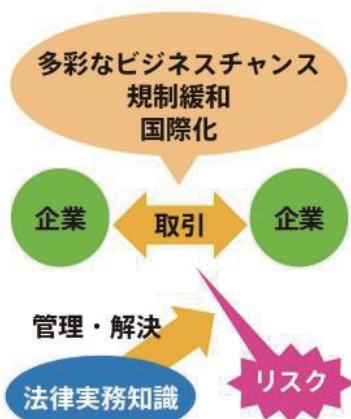 多彩なビジネスチャンス
規制緩和
国際化
企業
取引
企業
管理・解決
法律実務知識
リスク